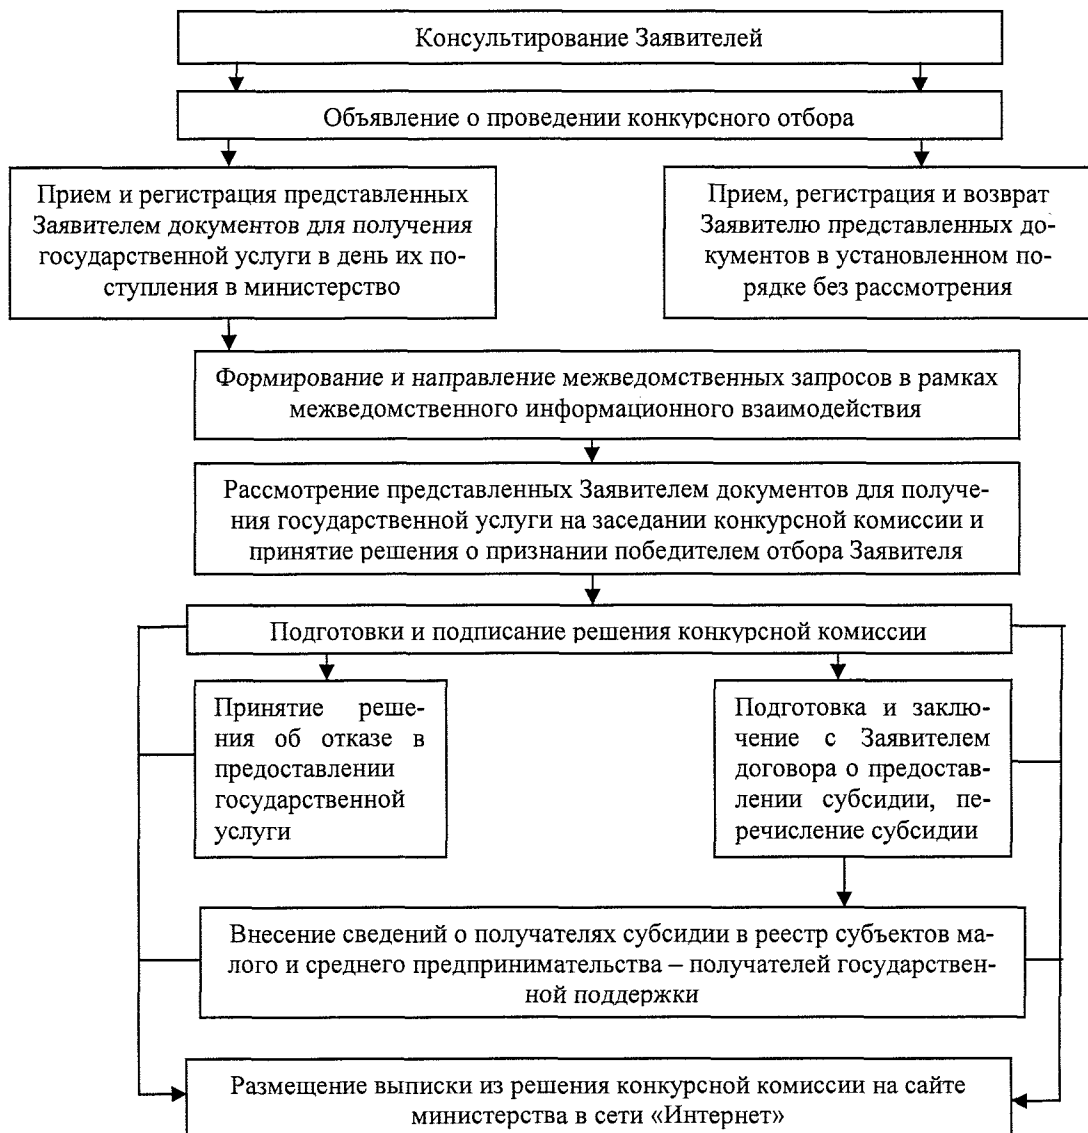 Консультирование Заявителей
Объявление о проведении конкурсного отбора
Прием и регистрация представленных
Заявителем документов для получения
государственной услуги в день их по-
ступления в министерство
Прием, регистрация и возврат
Заявителю представленных до-
кументов в установленном по-
рядке без рассмотрения
Формирование и направление межведомственных запросов в рамках
межведомственного информационного взаимодействия
Рассмотрение представленных Заявителем документов для получе-
ния государственной услуги на заседании конкурсной комиссии и
принятие решения о признании победителем отбора Заявителя
Подготовки и подписание решения конкурсной комиссии
Принятие реше-
ния об отказе в
предоставлении
государственной
услуги
Подготовка и заклю-
чение с Заявителем
договора о предостав-
лении субсидии, пе-
речисление субсидии
Внесение сведений о получателях субсидии в реестр субъектов ма-
лого и среднего предпринимательства – получателей государствен-
ной поддержки
Размещение выписки из решения конкурсной комиссии на сайте
министерства в сети «Интернет»